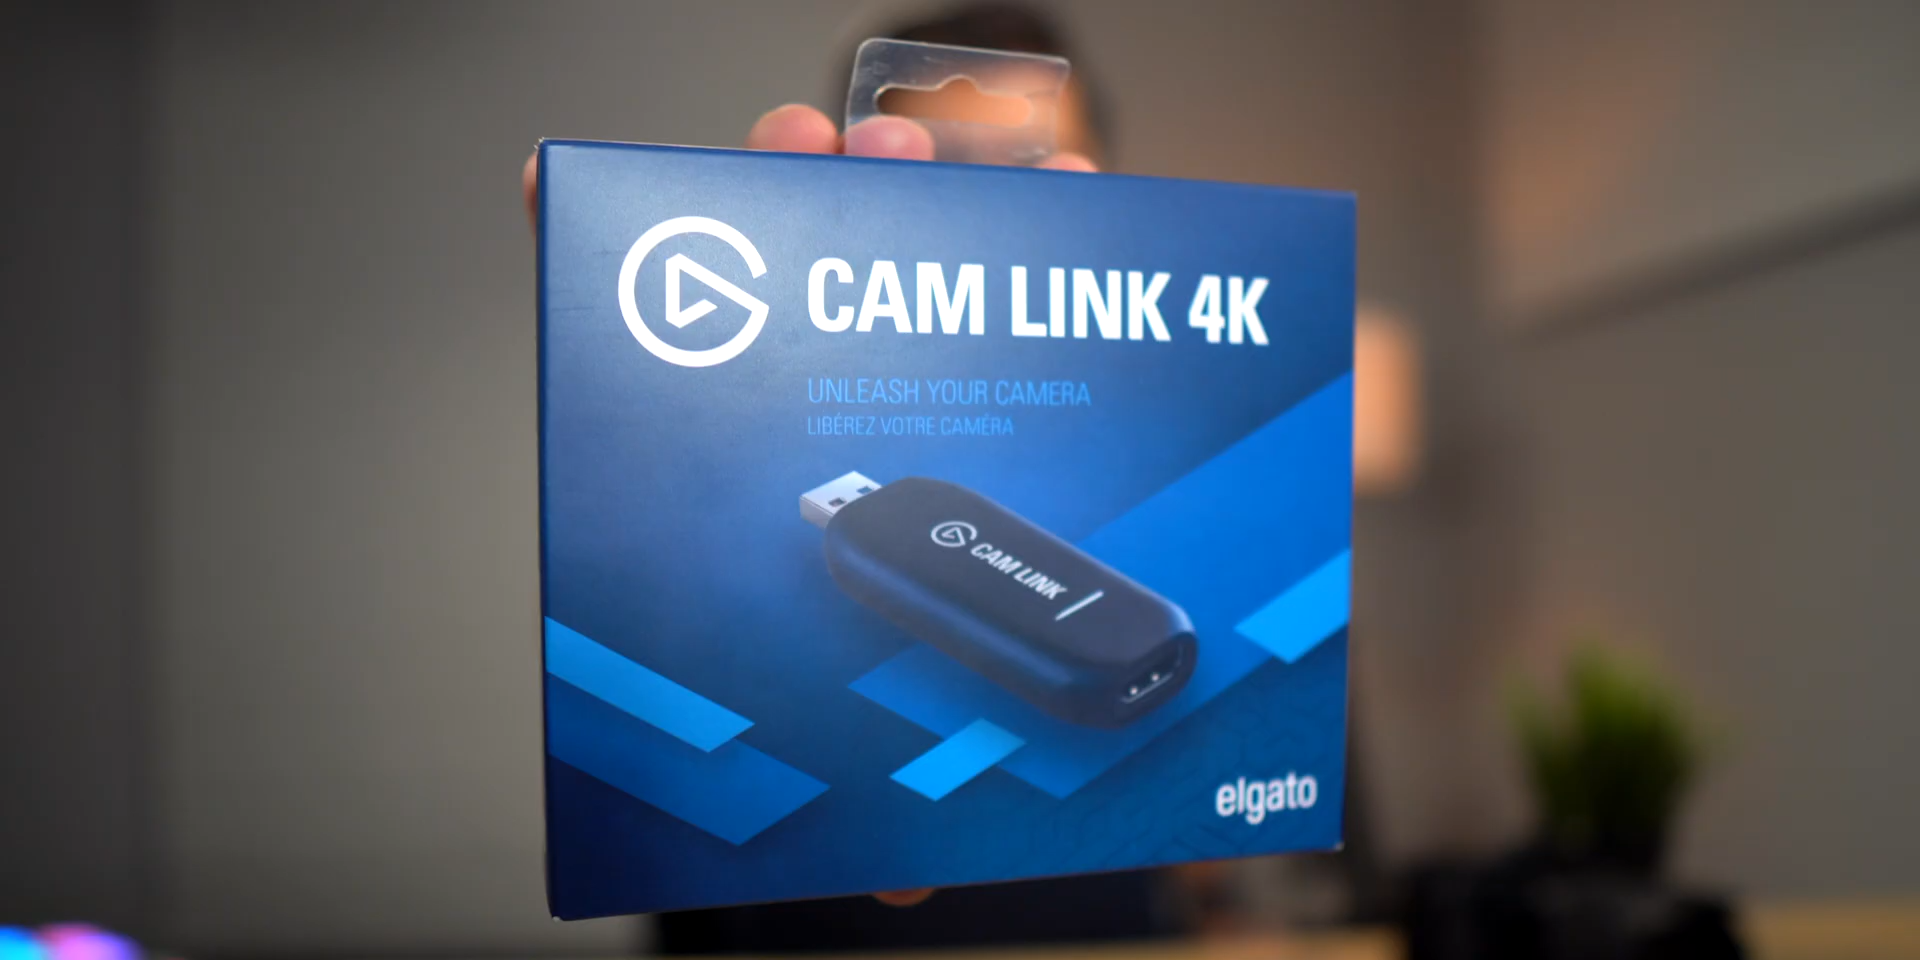 CAM LINK 4K
UNLEASH YOUR CAMERA
LIBÉREZ VOTRE CAMÉRA
CAM LINK
elgato